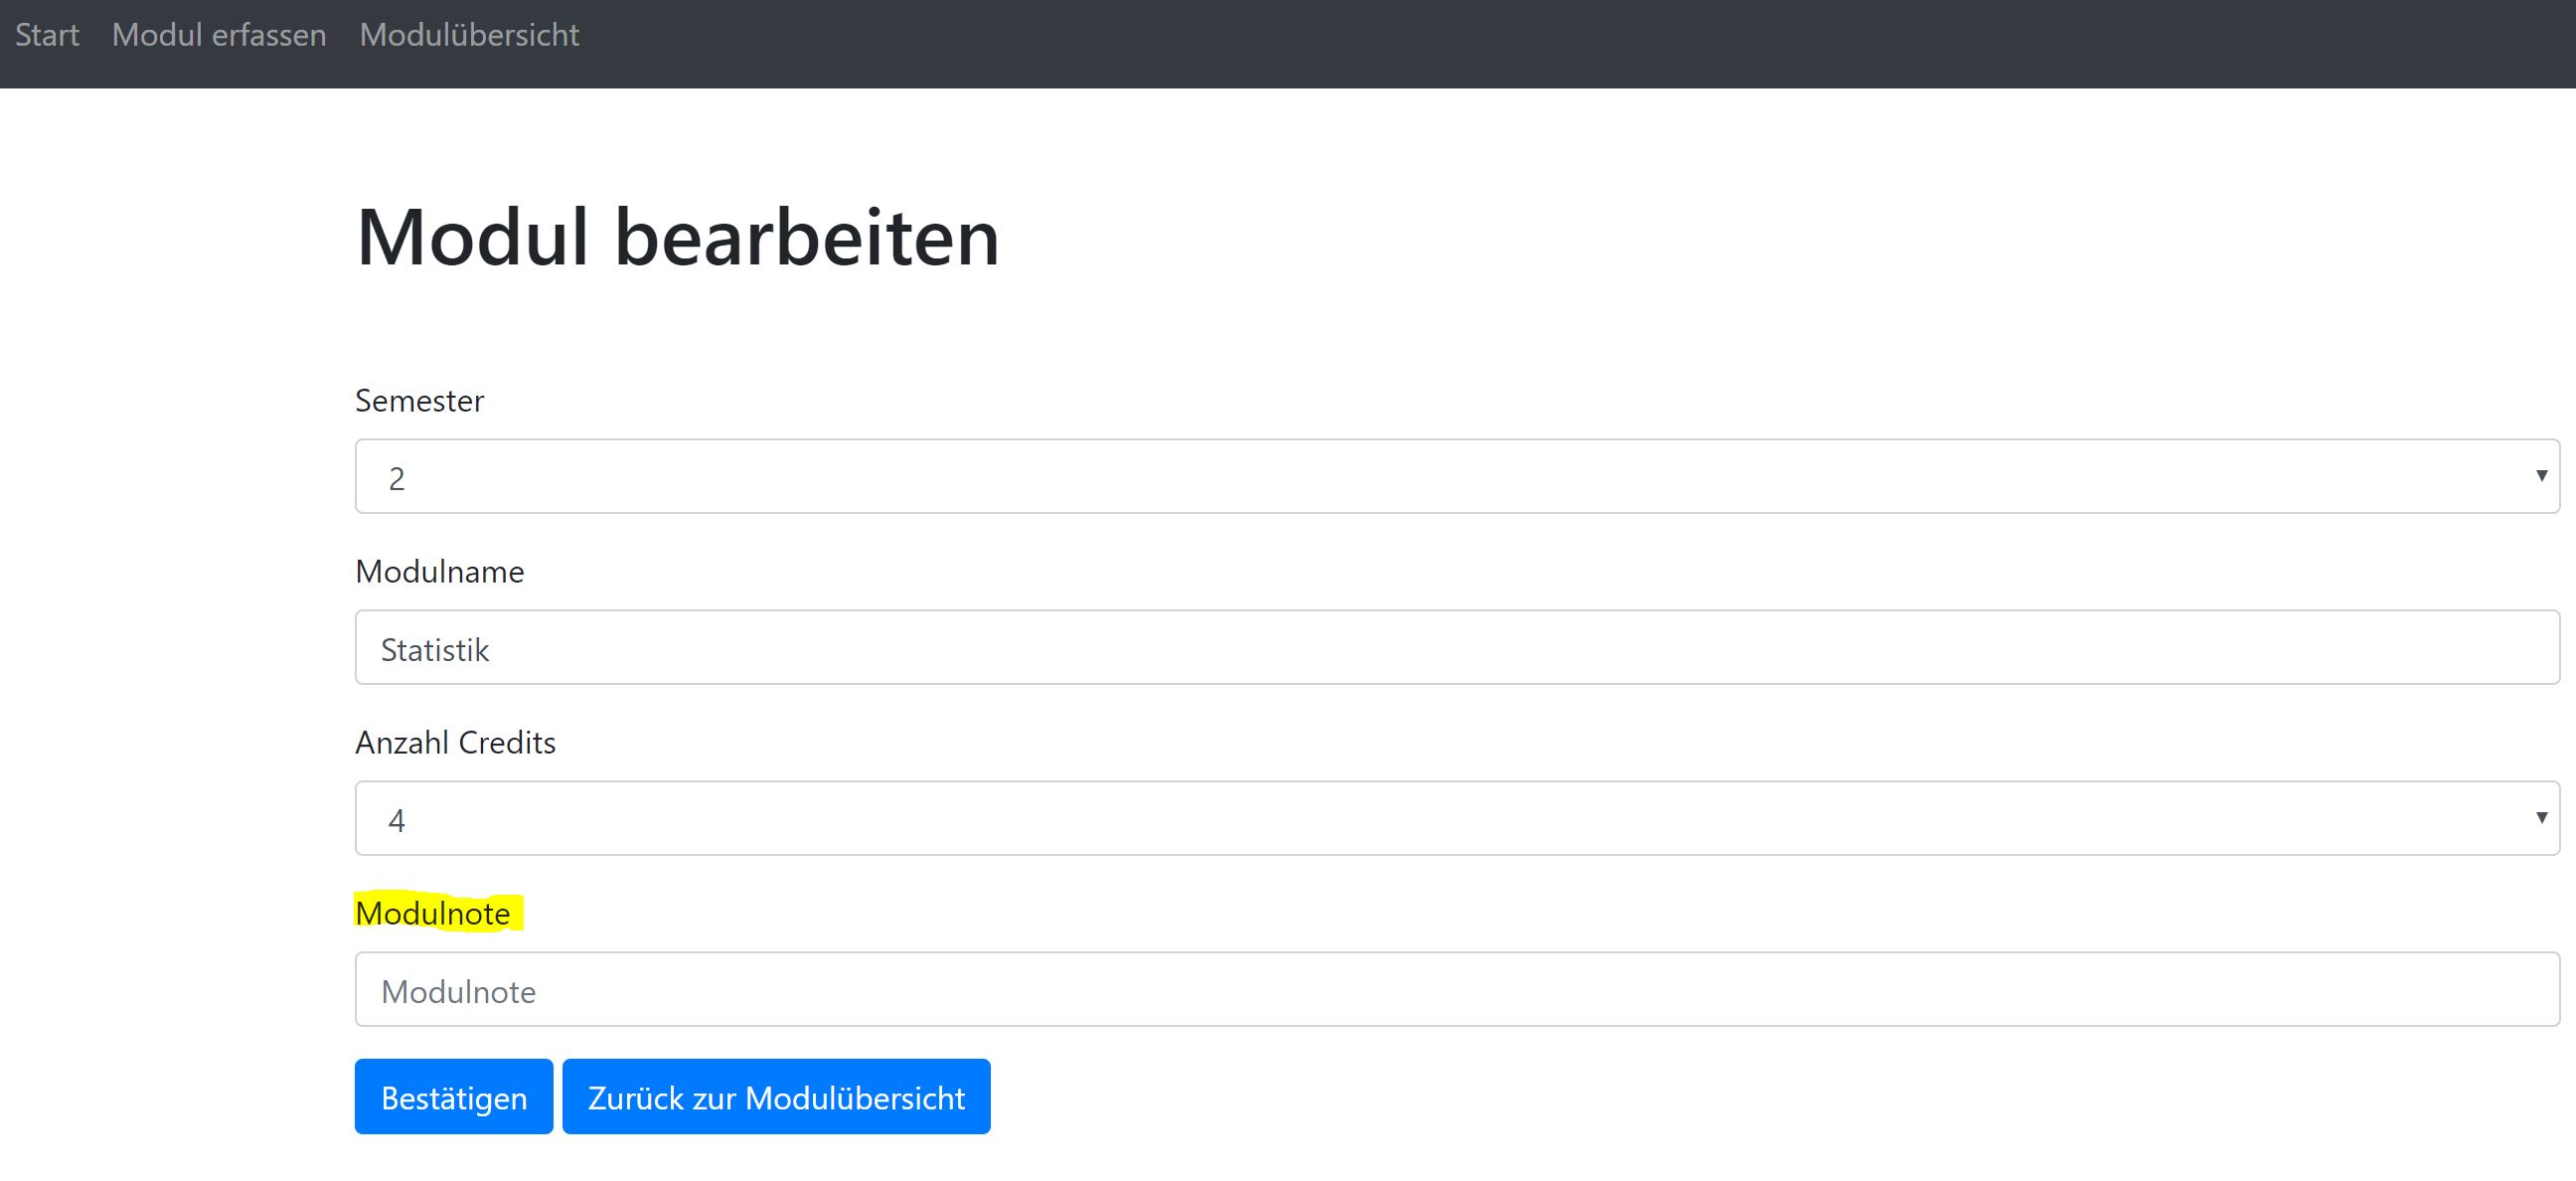 Start Modul erfassen Modulübersicht
Modul bearbeiten
Semester
2
Modulname
Statistik
Anzahl Credits
4
Modulnote
Modulnote
Bestätigen Zurück zur Modulübersicht